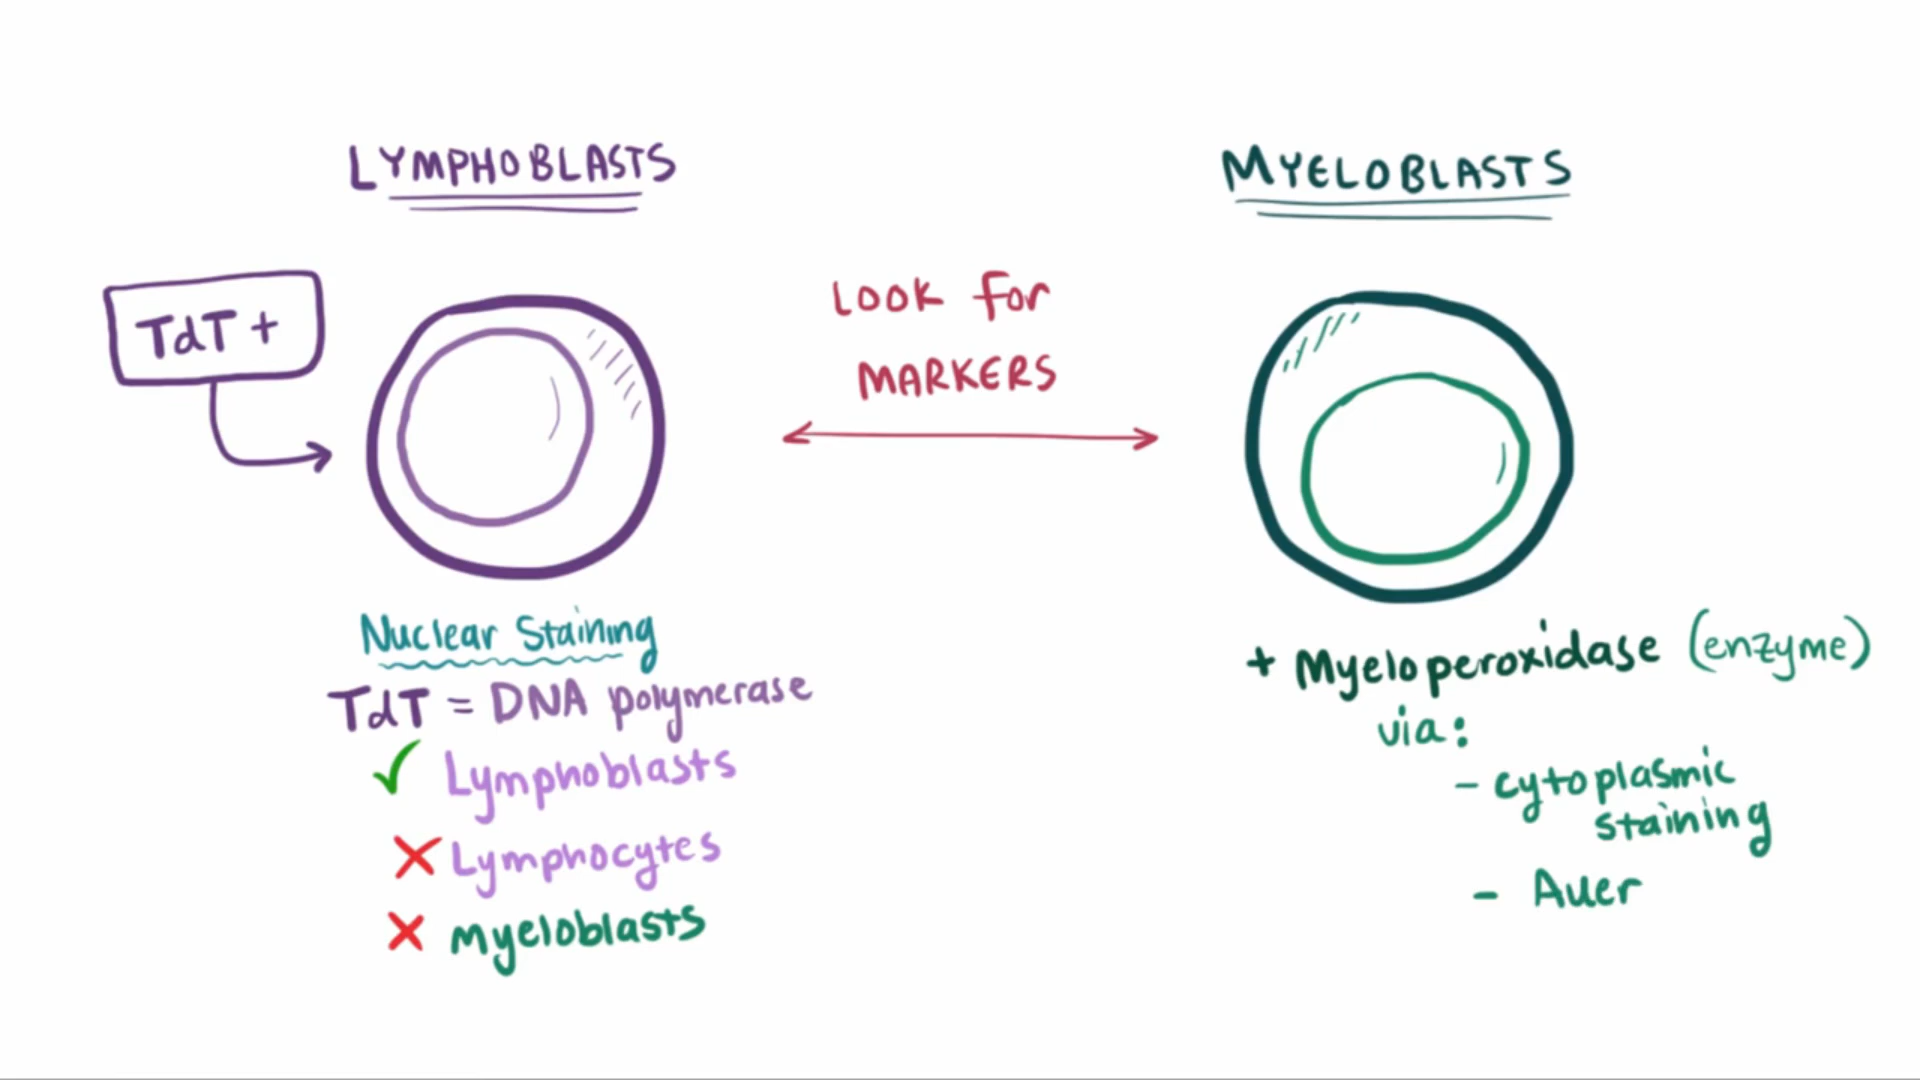 LYMPHOBLASTS
TdT +
Nuclear Staining
TdT = DNA polymerase
✓ Lymphoblasts
✗ Lymphocytes
✗ myeloblasts
LOOK for
MARKERS
MYELOBLASTS
+ Myeloperoxidase (enzyme)
via:
- cytoplasmic
staining
- Auer